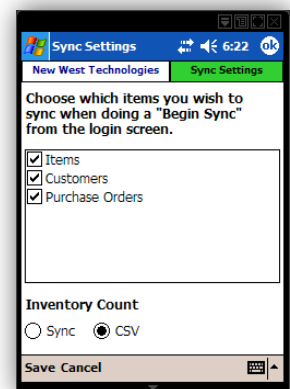 Sync Settings 6:22 ok
New West Technologies Sync Settings
Choose which items you wish to
sync when doing a "Begin Sync"
from the login screen.
Items
Customers
Purchase Orders
Inventory Count
Sync CSV
Save Cancel